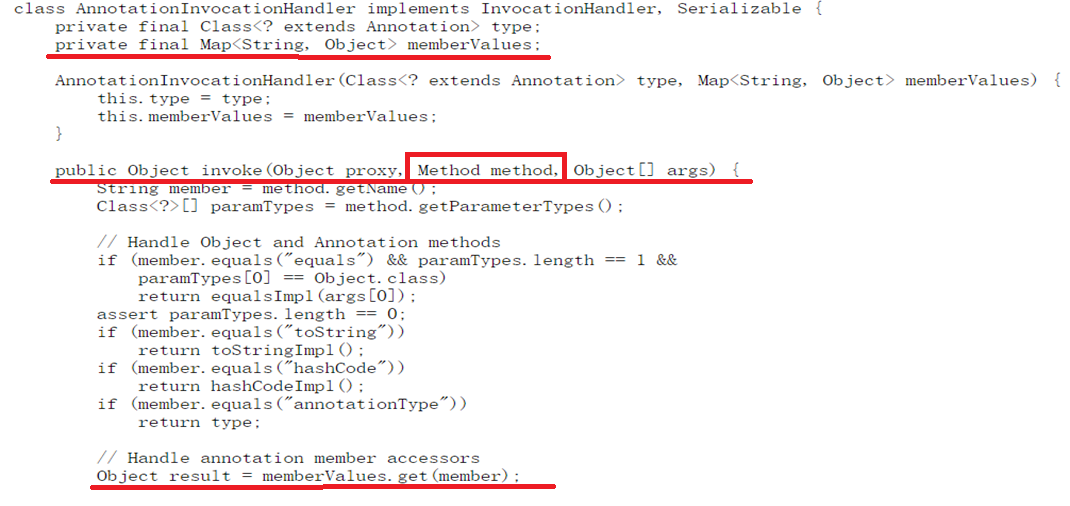 class AnnotationInvocationHandler implements InvocationHandler, Serializable {
private final Class<? extends Annotation> type;
private final Map<String, Object> memberValues;
AnnotationInvocationHandler(Class<? extends Annotation> type, Map<String, Object> memberValues) {
this.type = type;
this.memberValues = memberValues;
}
public Object invoke(Object proxy, Method method, Object[] args) {
String member = method.getName();
Class<?>[] paramTypes = method.getParameterTypes();
// Handle Object and Annotation methods
if (member.equals("equals") && paramTypes.length == 1 &&
paramTypes[0] == Object.class)
return equalsImpl(args[0]);
assert paramTypes.length == 0;
if (member.equals("toString"))
return toStringImpl();
if (member.equals("hashCode"))
return hashCodeImpl();
if (member.equals("annotationType"))
return type;
// Handle annotation member accessors
Object result = memberValues.get(member);